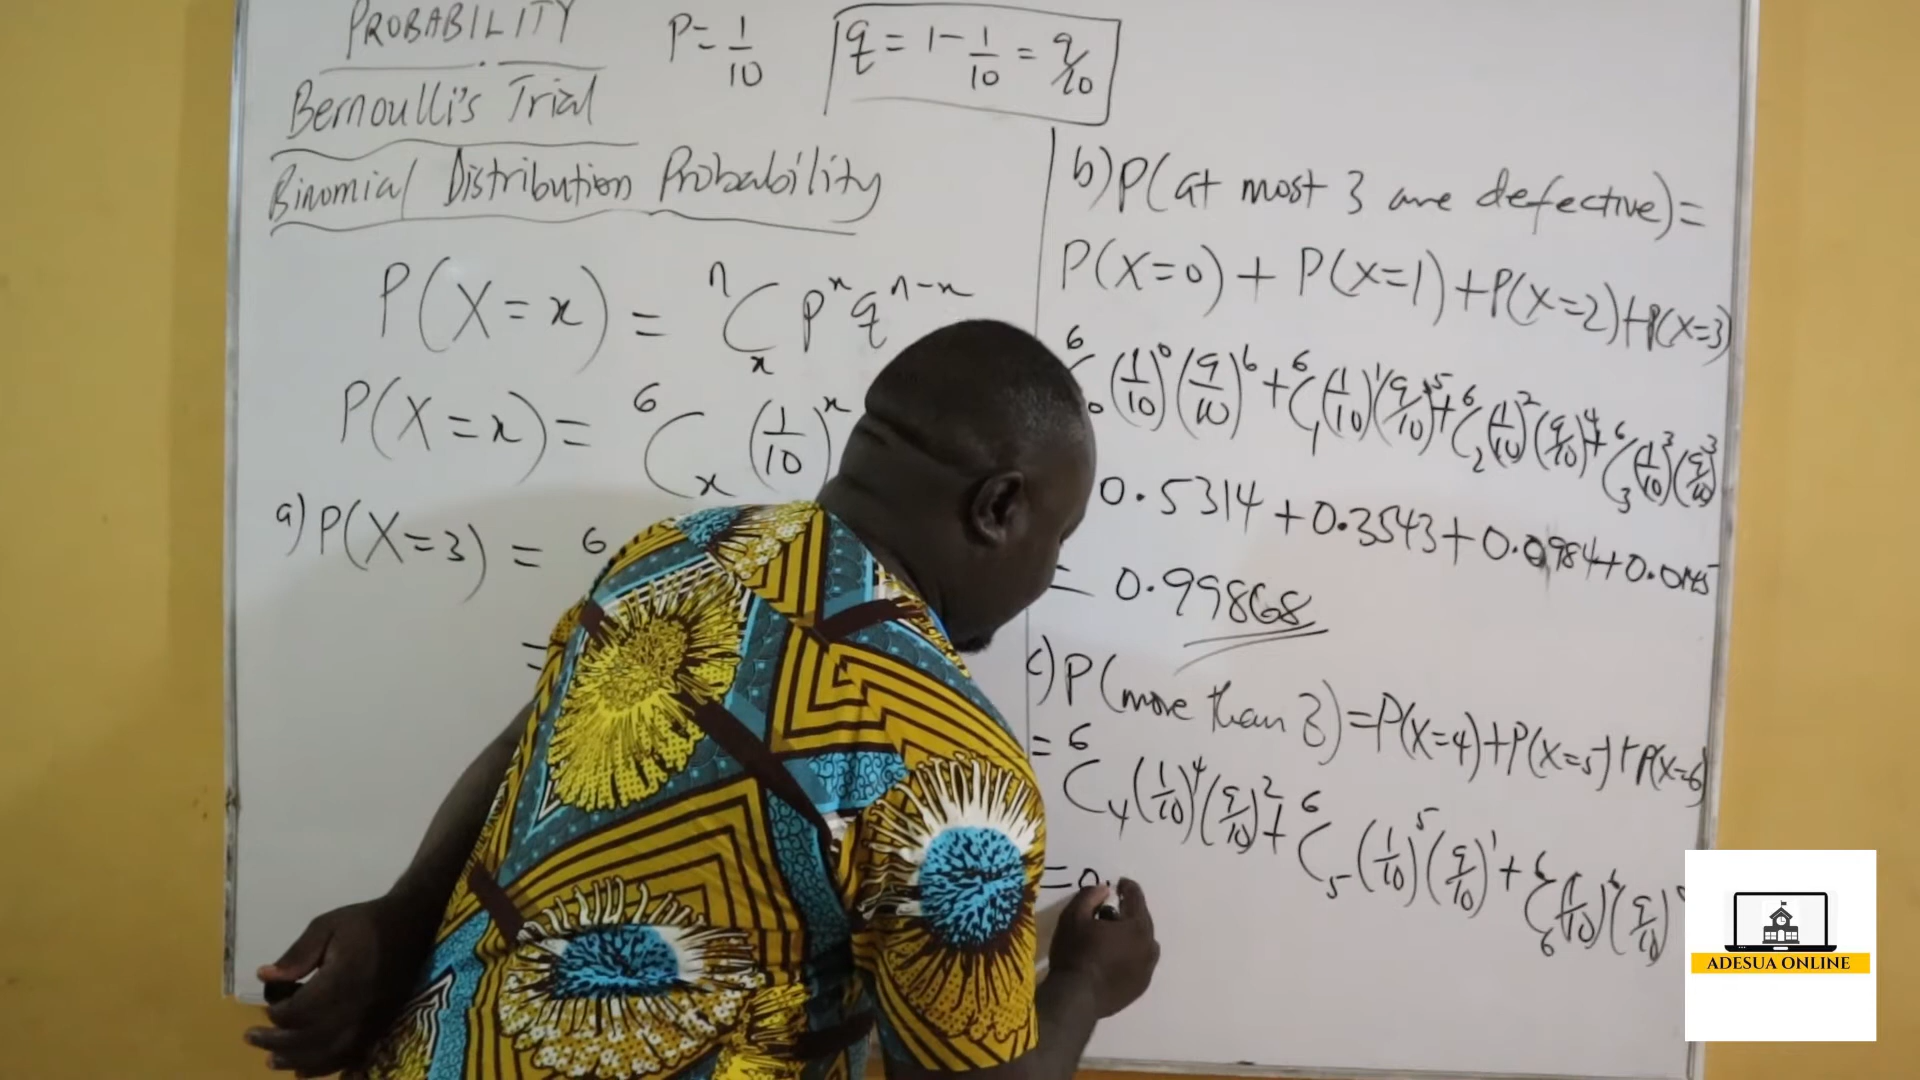 PROBABILITY
P = 1/10
q = 1 - 1/10 = 9/10
Bernoulli's Trial
Binomial Distribution Probability
P(X = x) = ⁿCₓ pˣ qⁿ⁻ˣ
P(X = x) = ⁶Cₓ (1/10)ˣ
a) P(X = 3) = ⁶
=
b) P(at most 3 are defective) =
P(X=0) + P(X=1) + P(X=2) + P(X=3)
⁶C₀ (1/10)⁰ (9/10)⁶ + ⁶C₁ (1/10)¹ (9/10)⁵ + ⁶C₂ (1/10)² (9/10)⁴ + ⁶C₃ (1/10)³ (9/10)³
0.5314 + 0.3543 + 0.0984 + 0.0145
= 0.99868
c) P(more than 3) = P(X=4) + P(X=5) + P(X=6)
= ⁶C₄ (1/10)⁴ (9/10)² + ⁶C₅ (1/10)⁵ (9/10)¹ + ⁶C₆ (1/10)⁶ (9/10)⁰
= 0.
ADESUA ONLINE